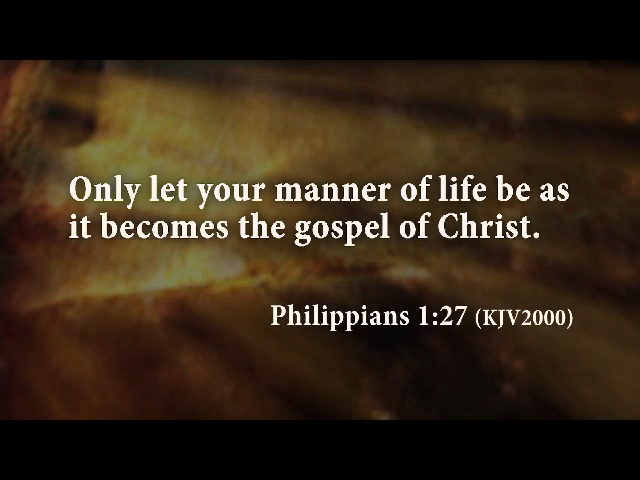 Only let your manner of life be as
it becomes the gospel of Christ.
Philippians 1:27 (KJV2000)